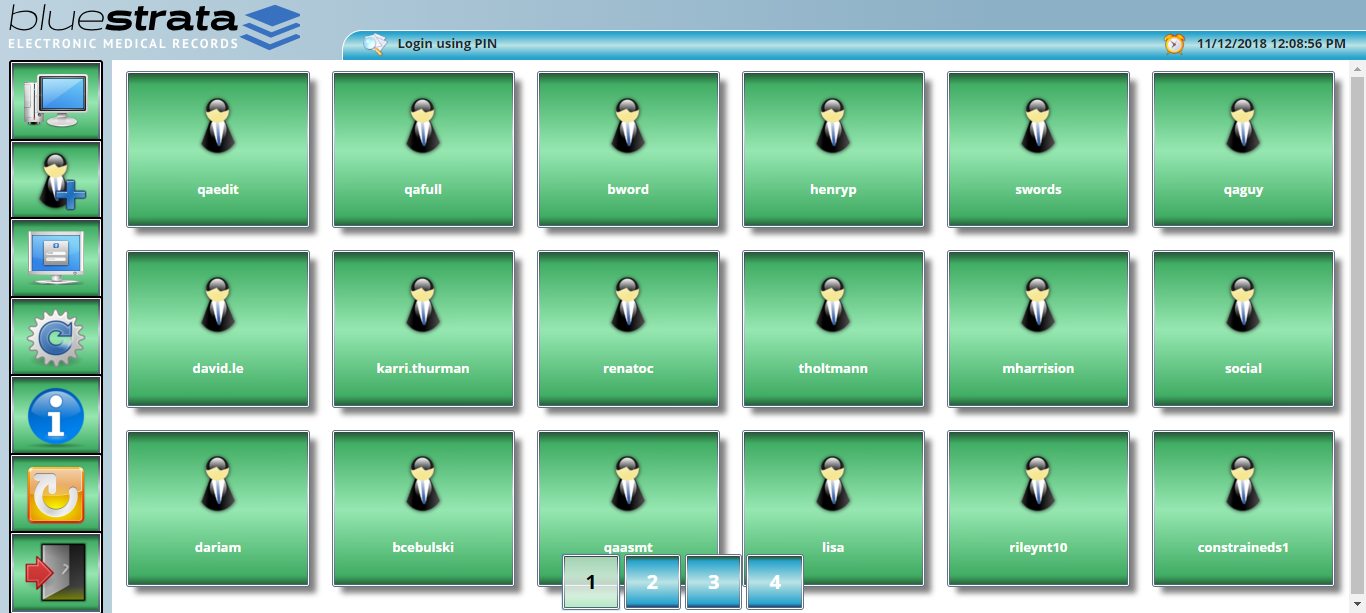 bluestrata
ELECTRONIC MEDICAL RECORDS
Login using PIN
11/12/2018 12:08:56 PM
qaedit
qafull
bword
henryp
swords
qaguy
david.le
karri.thurman
renatoc
tholtmann
mharrision
social
dariam
bcebulski
qaasmt
lisa
rileynt10
constraineds1
1
2
3
4